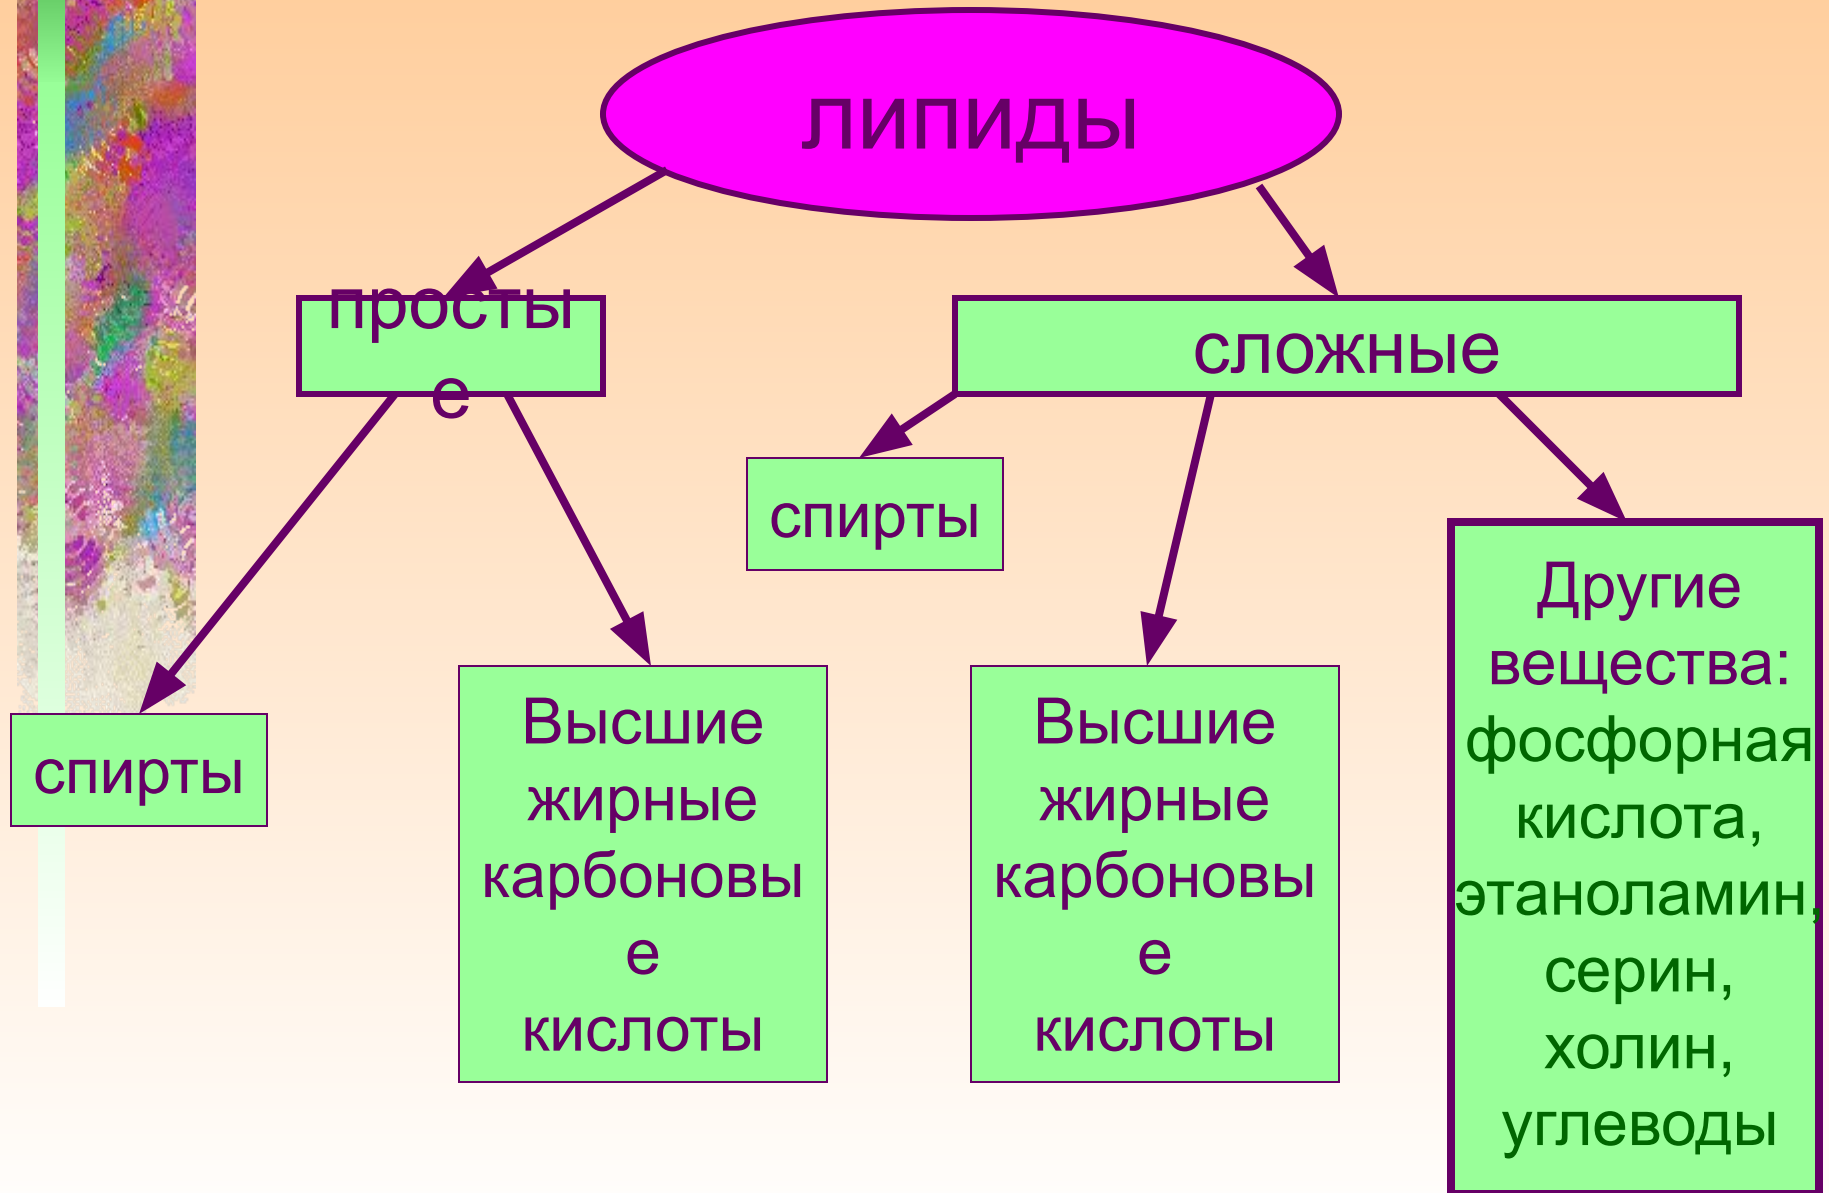 липиды
просты
е
сложные
спирты
Другие
вещества:
фосфорная
кислота,
этаноламин,
серин,
холин,
углеводы
спирты
Высшие
жирные
карбоновы
е
кислоты
Высшие
жирные
карбоновы
е
кислоты